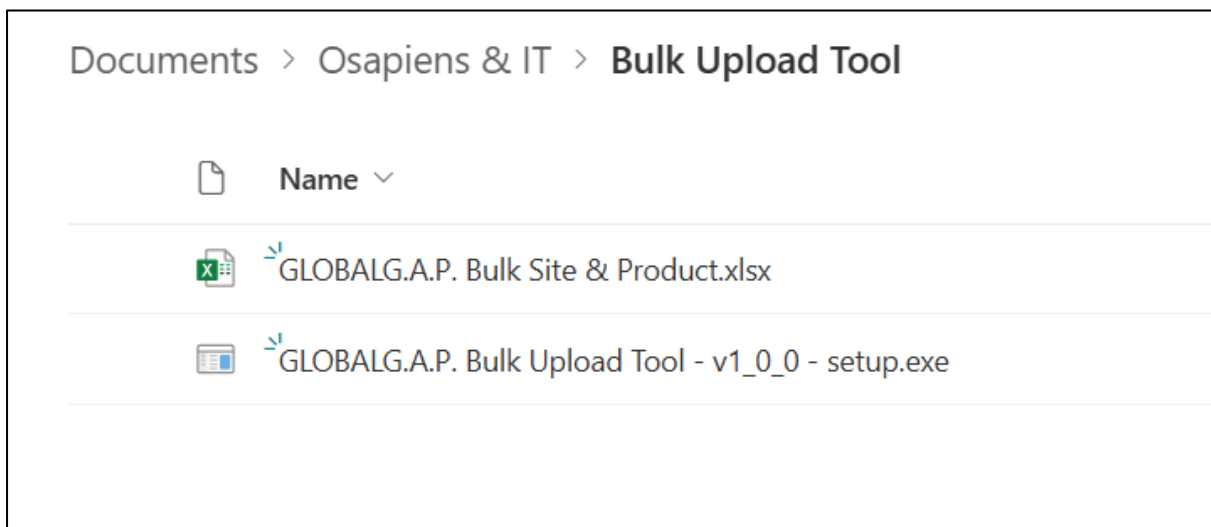 Documents > Osapiens & IT > Bulk Upload Tool
Name
GLOBALG.A.P. Bulk Site & Product.xlsx
GLOBALG.A.P. Bulk Upload Tool - v1_0_0 - setup.exe